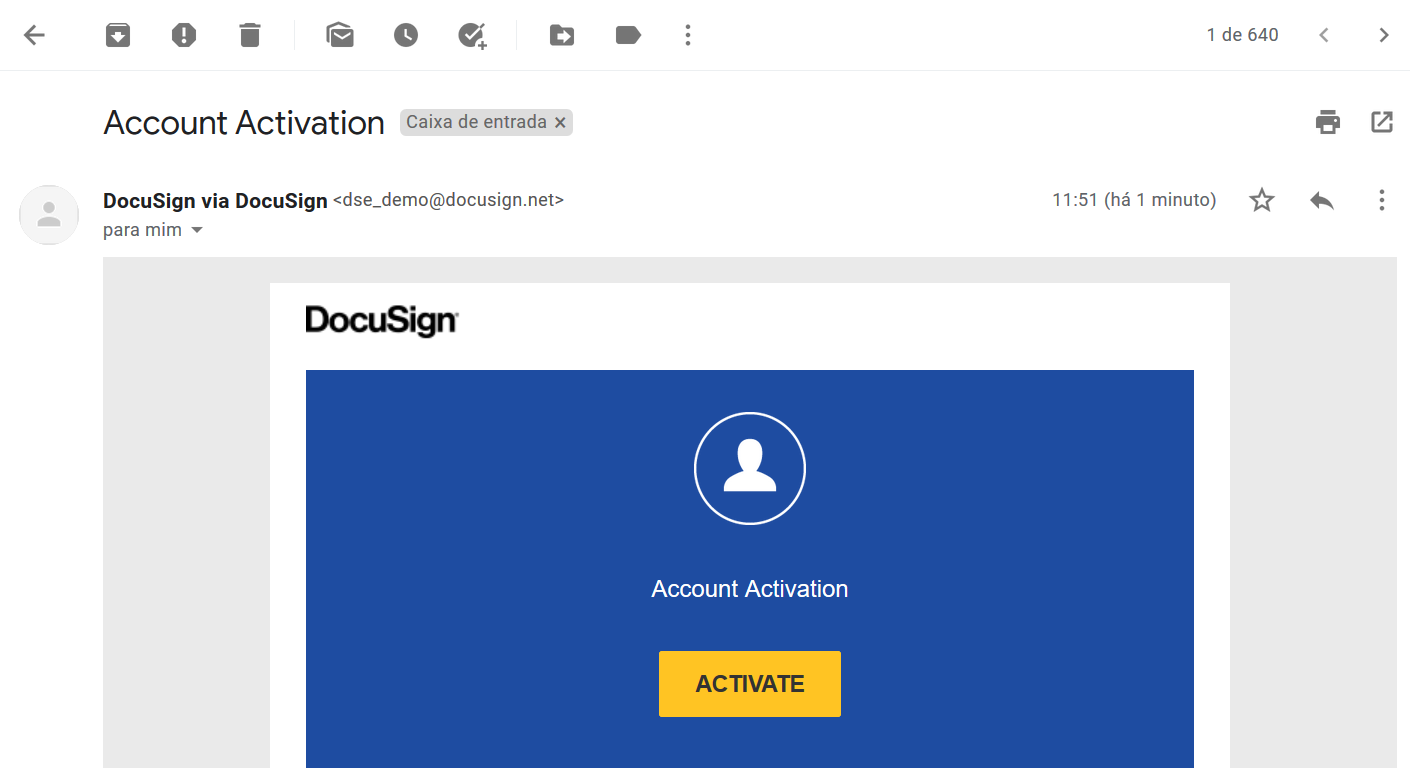 1 de 640
Account Activation Caixa de entrada ×
DocuSign via DocuSign <dse_demo@docusign.net> 11:51 (há 1 minuto)
para mim
DocuSign
Account Activation
ACTIVATE